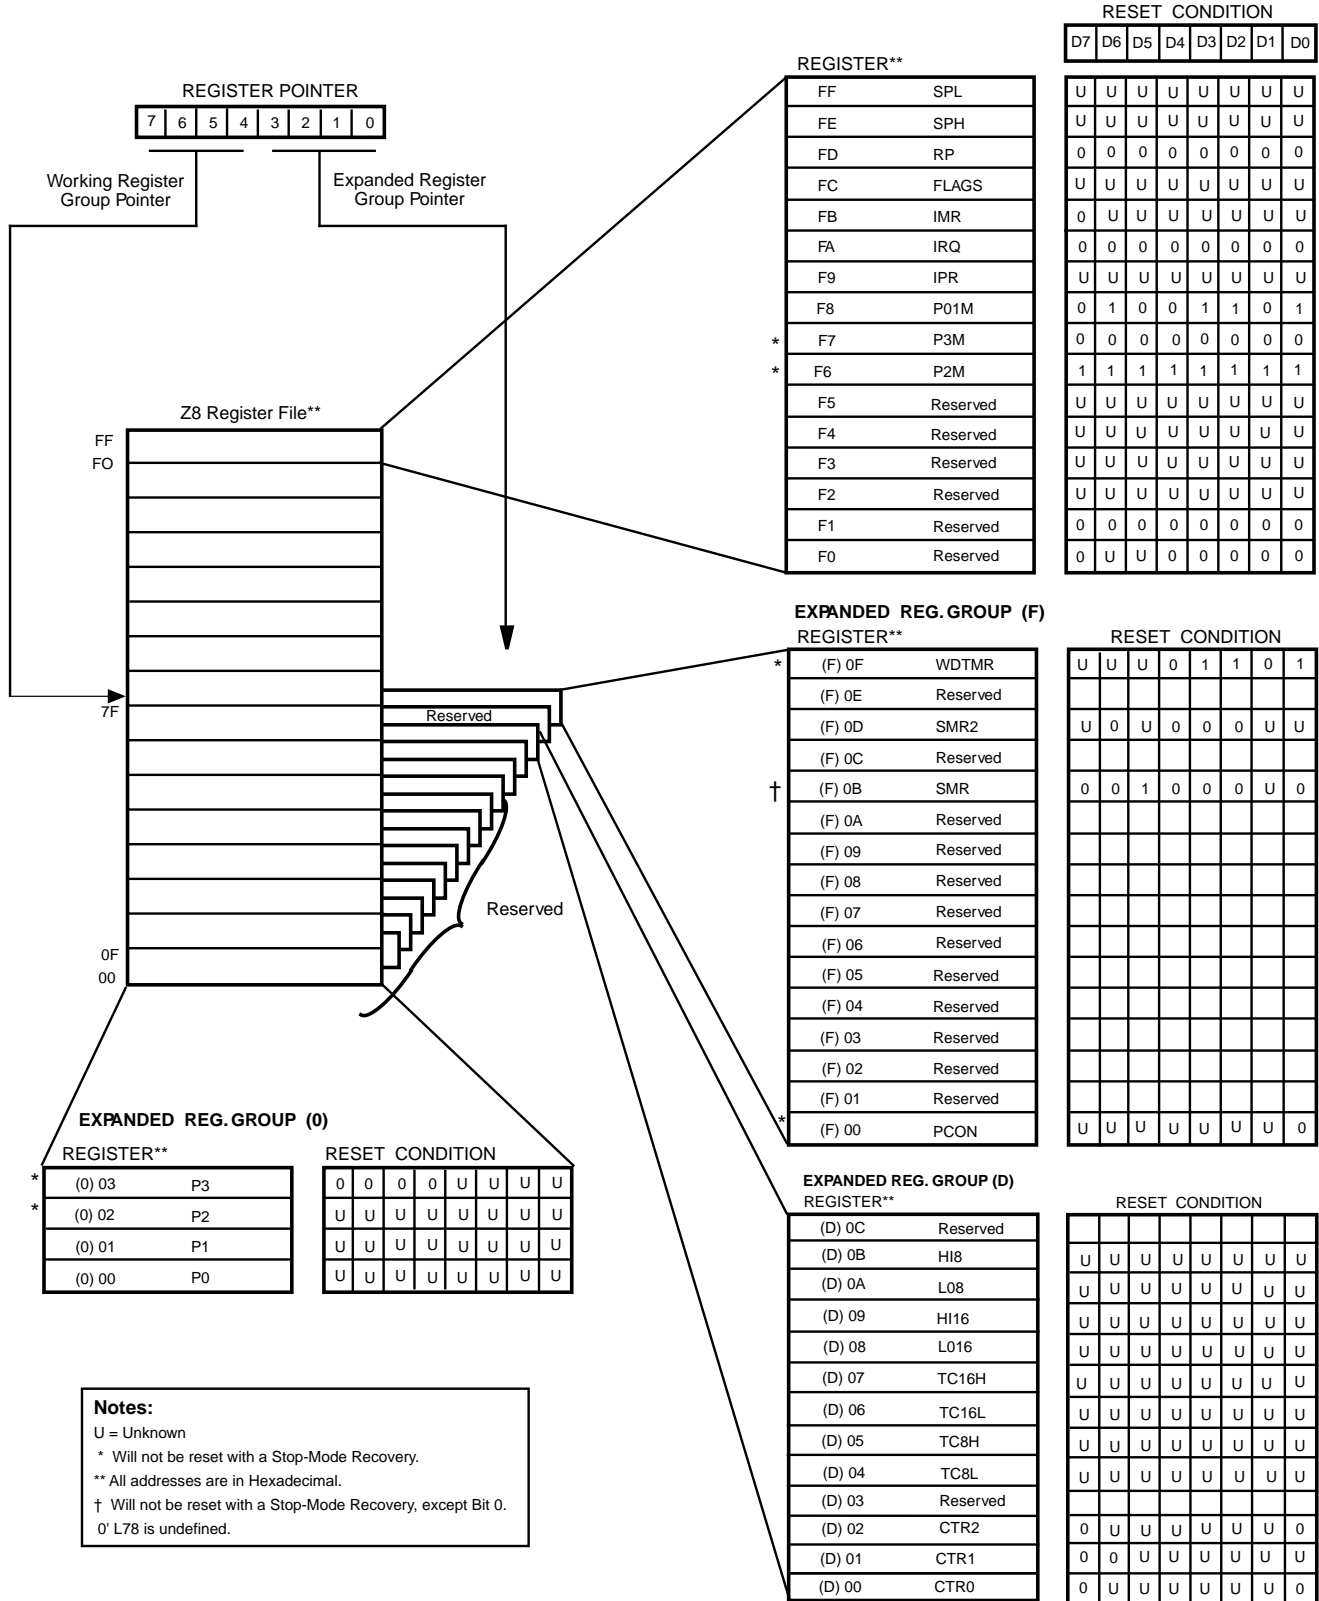 RESET CONDITION
D7 D6 D5 D4 D3 D2 D1 D0
REGISTER**
FF SPL U U U U U U U U
FE SPH U U U U U U U U
FD RP 0 0 0 0 0 0 0 0
FC FLAGS U U U U U U U U
FB IMR 0 U U U U U U U
FA IRQ 0 0 0 0 0 0 0 0
F9 IPR U U U U U U U U
F8 P01M 0 1 0 0 1 1 0 1
* F7 P3M 0 0 0 0 0 0 0 0
* F6 P2M 1 1 1 1 1 1 1 1
F5 Reserved U U U U U U U U
F4 Reserved U U U U U U U U
F3 Reserved U U U U U U U U
F2 Reserved U U U U U U U U
F1 Reserved 0 0 0 0 0 0 0 0
F0 Reserved 0 U U 0 0 0 0 0
REGISTER POINTER
7 6 5 4 3 2 1 0
Working Register
Group Pointer
Expanded Register
Group Pointer
Z8 Register File**
FF
FO
7F
0F
00
Reserved
Reserved
EXPANDED REG. GROUP (F)
REGISTER**
RESET CONDITION
* (F) 0F WDTMR U U U 0 1 1 0 1
(F) 0E Reserved
(F) 0D SMR2 U 0 U 0 0 0 U U
(F) 0C Reserved
† (F) 0B SMR 0 0 1 0 0 0 U 0
(F) 0A Reserved
(F) 09 Reserved
(F) 08 Reserved
(F) 07 Reserved
(F) 06 Reserved
(F) 05 Reserved
(F) 04 Reserved
(F) 03 Reserved
(F) 02 Reserved
(F) 01 Reserved
* (F) 00 PCON U U U U U U U 0
EXPANDED REG. GROUP (0)
REGISTER**
RESET CONDITION
* (0) 03 P3 0 0 0 0 U U U U
* (0) 02 P2 U U U U U U U U
(0) 01 P1 U U U U U U U U
(0) 00 P0 U U U U U U U U
EXPANDED REG. GROUP (D)
REGISTER**
RESET CONDITION
(D) 0C Reserved
(D) 0B HI8 U U U U U U U U
(D) 0A L08 U U U U U U U U
(D) 09 HI16 U U U U U U U U
(D) 08 L016 U U U U U U U U
(D) 07 TC16H U U U U U U U U
(D) 06 TC16L U U U U U U U U
(D) 05 TC8H U U U U U U U U
(D) 04 TC8L U U U U U U U U
(D) 03 Reserved
(D) 02 CTR2 0 U U U U U U 0
(D) 01 CTR1 0 0 U U U U U U
(D) 00 CTR0 0 U U U U U U 0
Notes:
U = Unknown
* Will not be reset with a Stop-Mode Recovery.
** All addresses are in Hexadecimal.
† Will not be reset with a Stop-Mode Recovery, except Bit 0.
0' L78 is undefined.